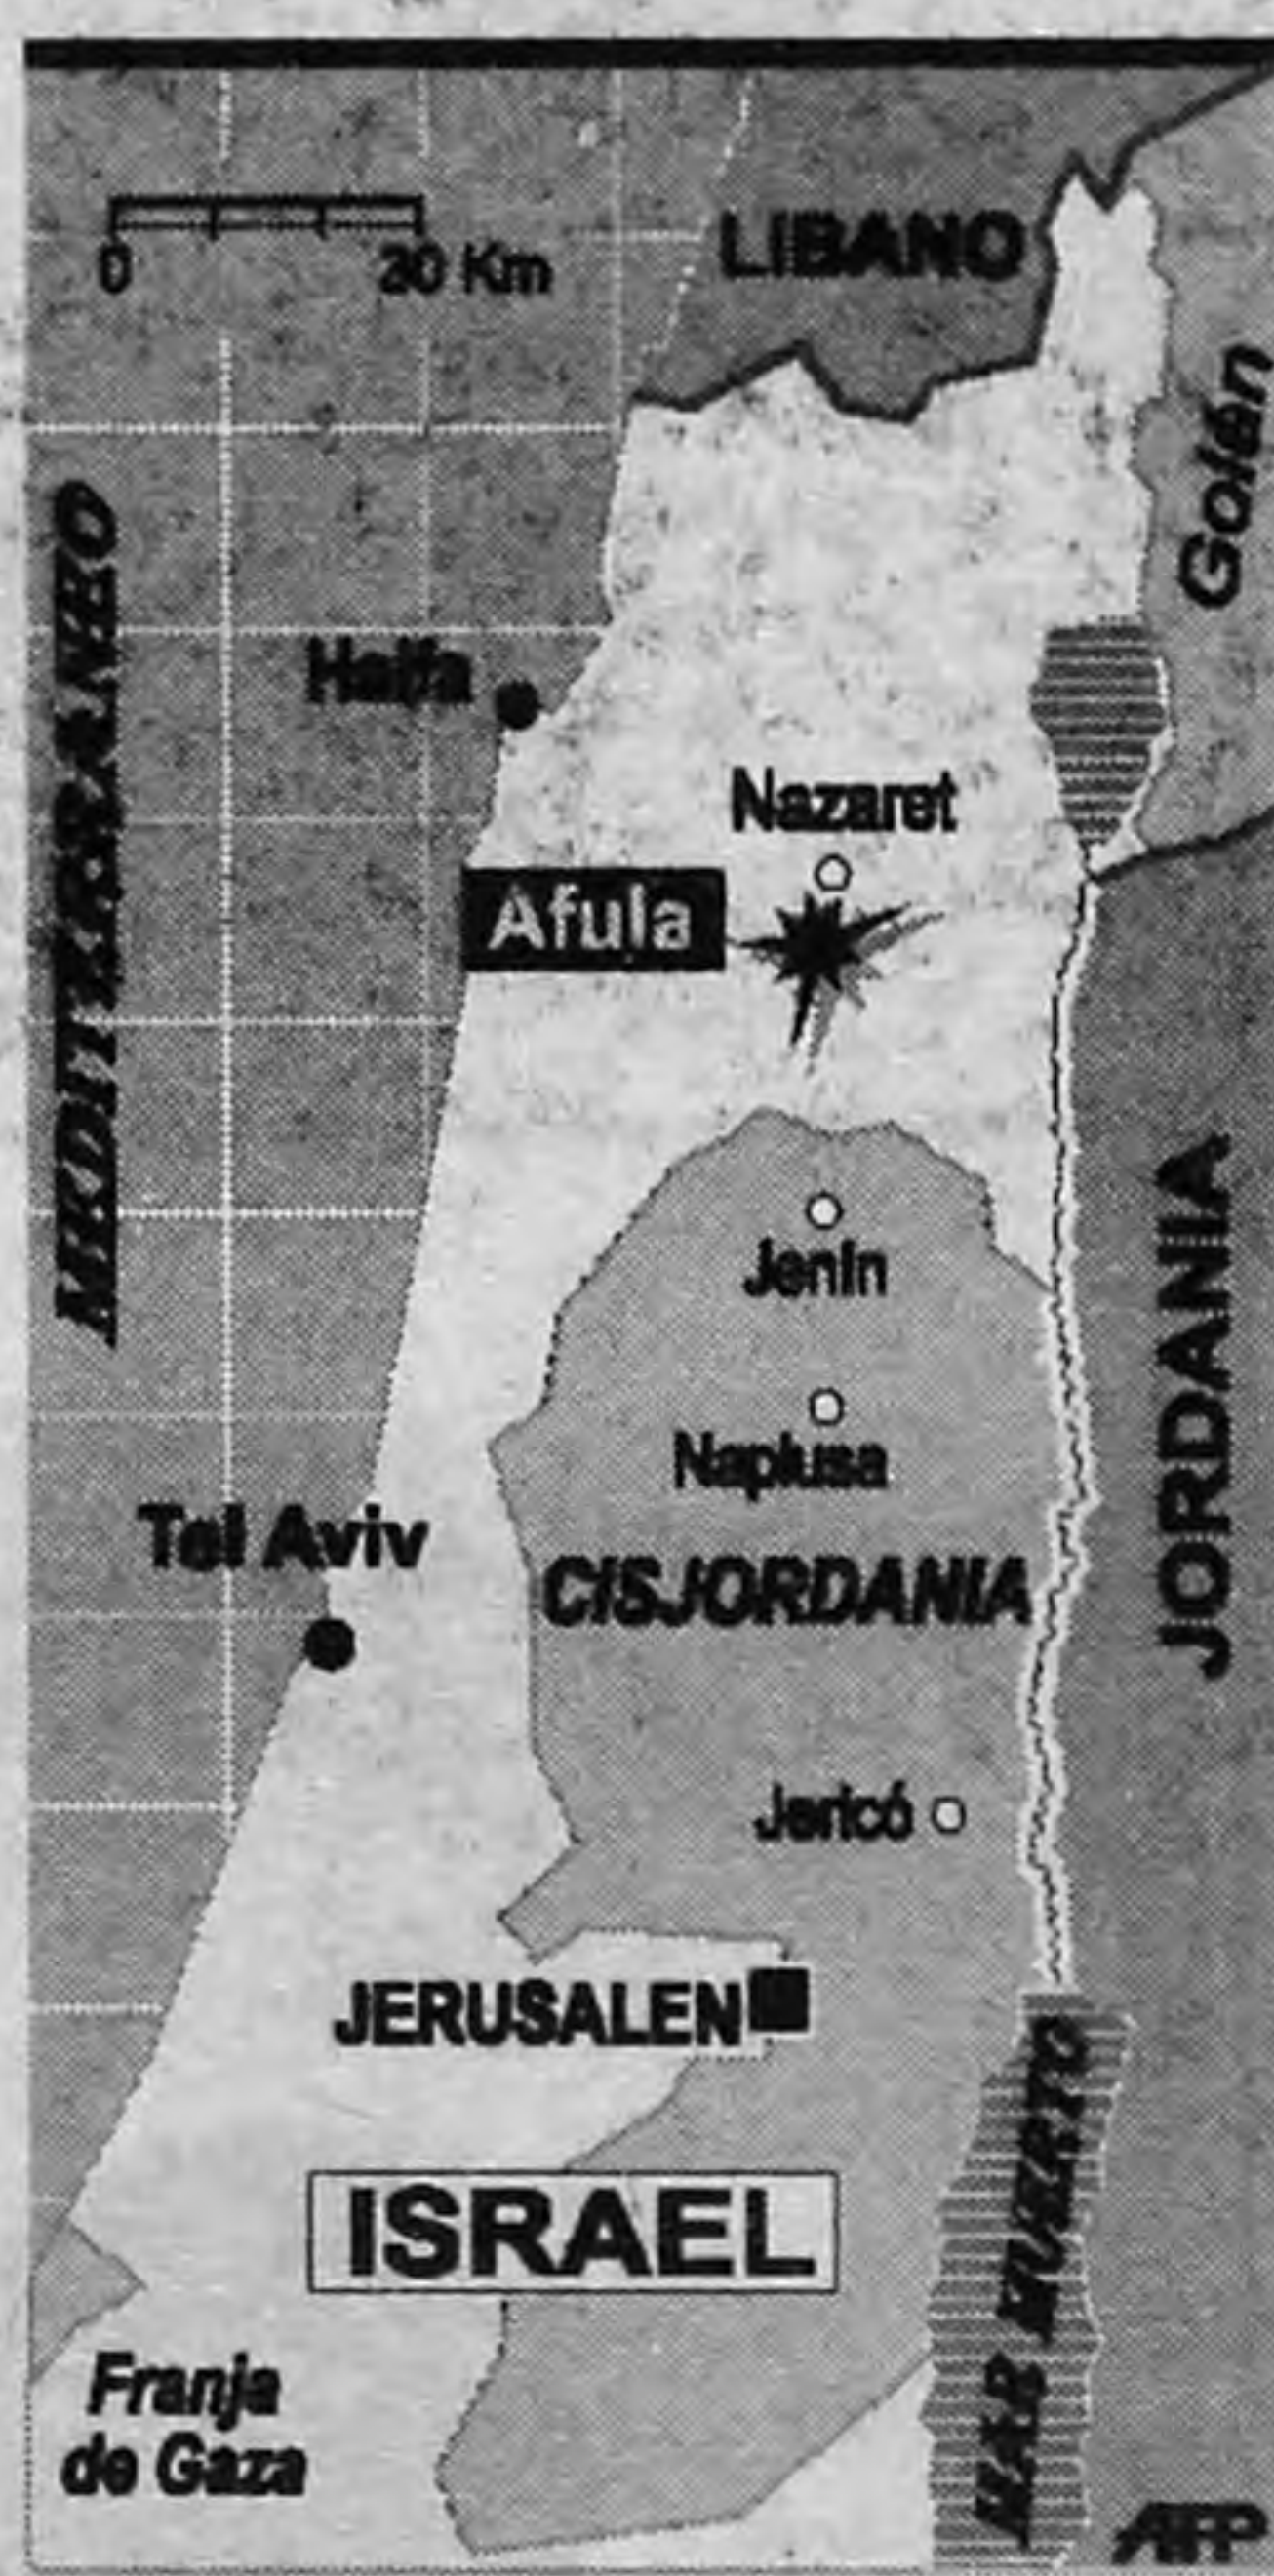 LIBANO
0
30 Km
Golán
MEDITERRANEO
Haifa
Nazaret
Afula
Jenín
JORDANIA
Naplusa
Tel Aviv
CISJORDANIA
Jericó
JERUSALEN
MAR MUERTO
ISRAEL
Franja
de Gaza
AFP